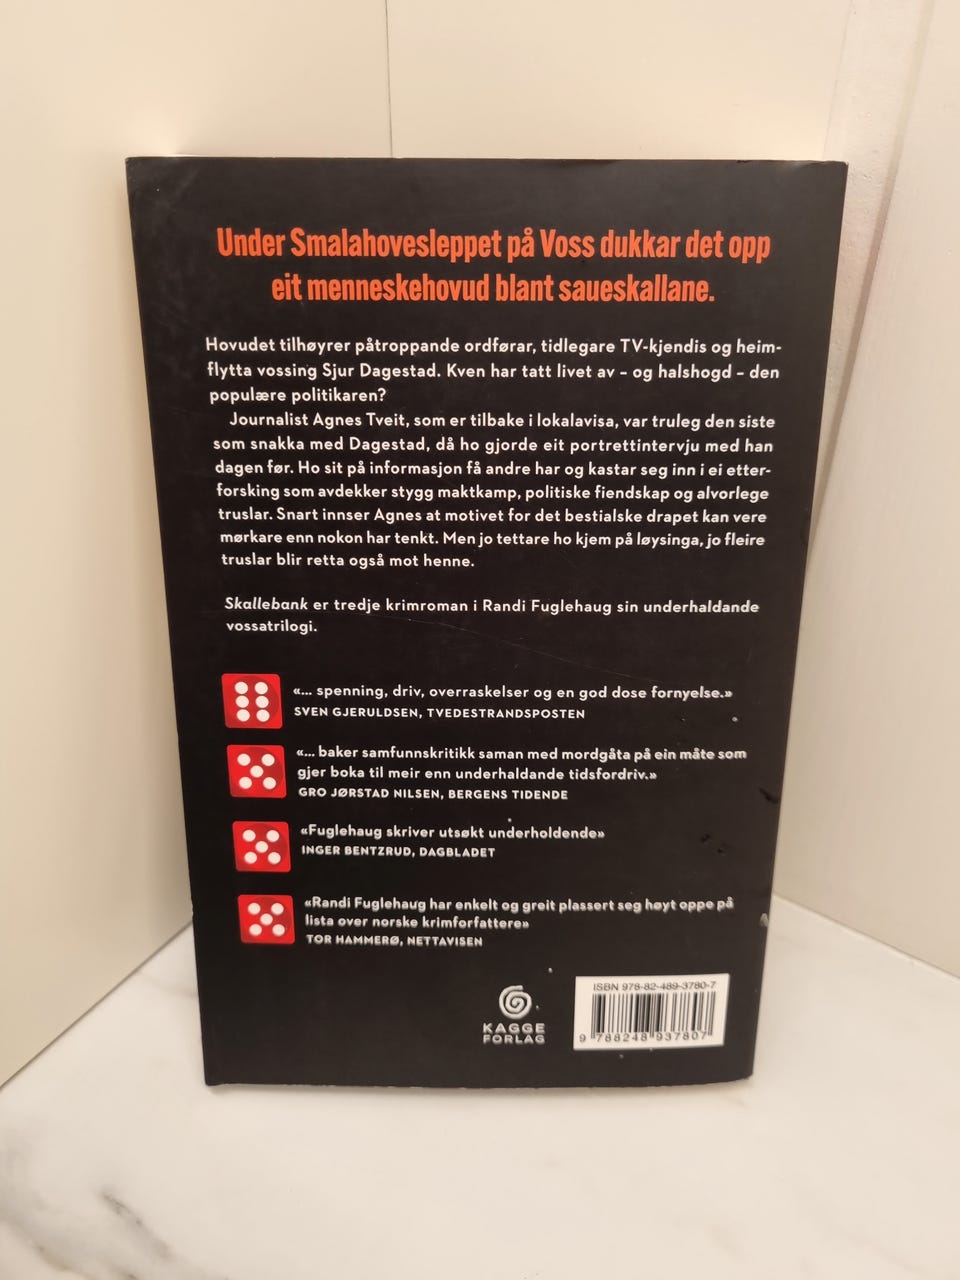 Under Smalahovesleppet på Voss dukkar det opp
eit menneskehovud blant saueskallane.
Hovudet tilhøyrer påtroppande ordførar, tidlegare TV-kjendis og heim-
flytta vossing Sjur Dagestad. Kven har tatt livet av – og halshogd – den
populære politikaren?
Journalist Agnes Tveit, som er tilbake i lokalavisa, var truleg den siste
som snakka med Dagestad, då ho gjorde eit portrettintervju med han
dagen før. Ho sit på informasjon få andre har og kastar seg inn i ei etter-
forsking som avdekker stygg maktkamp, politiske fiendskap og alvorlege
truslar. Snart innser Agnes at motivet for det bestialske drapet kan vere
mørkare enn nokon har tenkt. Men jo tettare ho kjem på løysinga, jo fleire
truslar blir retta også mot henne.
Skallebank er tredje krimroman i Randi Fuglehaug sin underhaldande
vossatrilogi.
«... spenning, driv, overraskelser og en god dose fornyelse.»
SVEN GJERULDSEN, TVEDESTRANDSPOSTEN
«... baker samfunnskritikk saman med mordgåta på ein måte som
gjer boka til meir enn underhaldande tidsfordriv.»
GRO JØRSTAD NILSEN, BERGENS TIDENDE
«Fuglehaug skriver utsøkt underholdende»
INGER BENTZRUD, DAGBLADET
«Randi Fuglehaug har enkelt og greit plassert seg høyt oppe på
lista over norske krimforfattere»
TOR HAMMERØ, NETTAVISEN
KAGGE
FORLAG
ISBN 978-82-489-3780-7
9 788248 937807